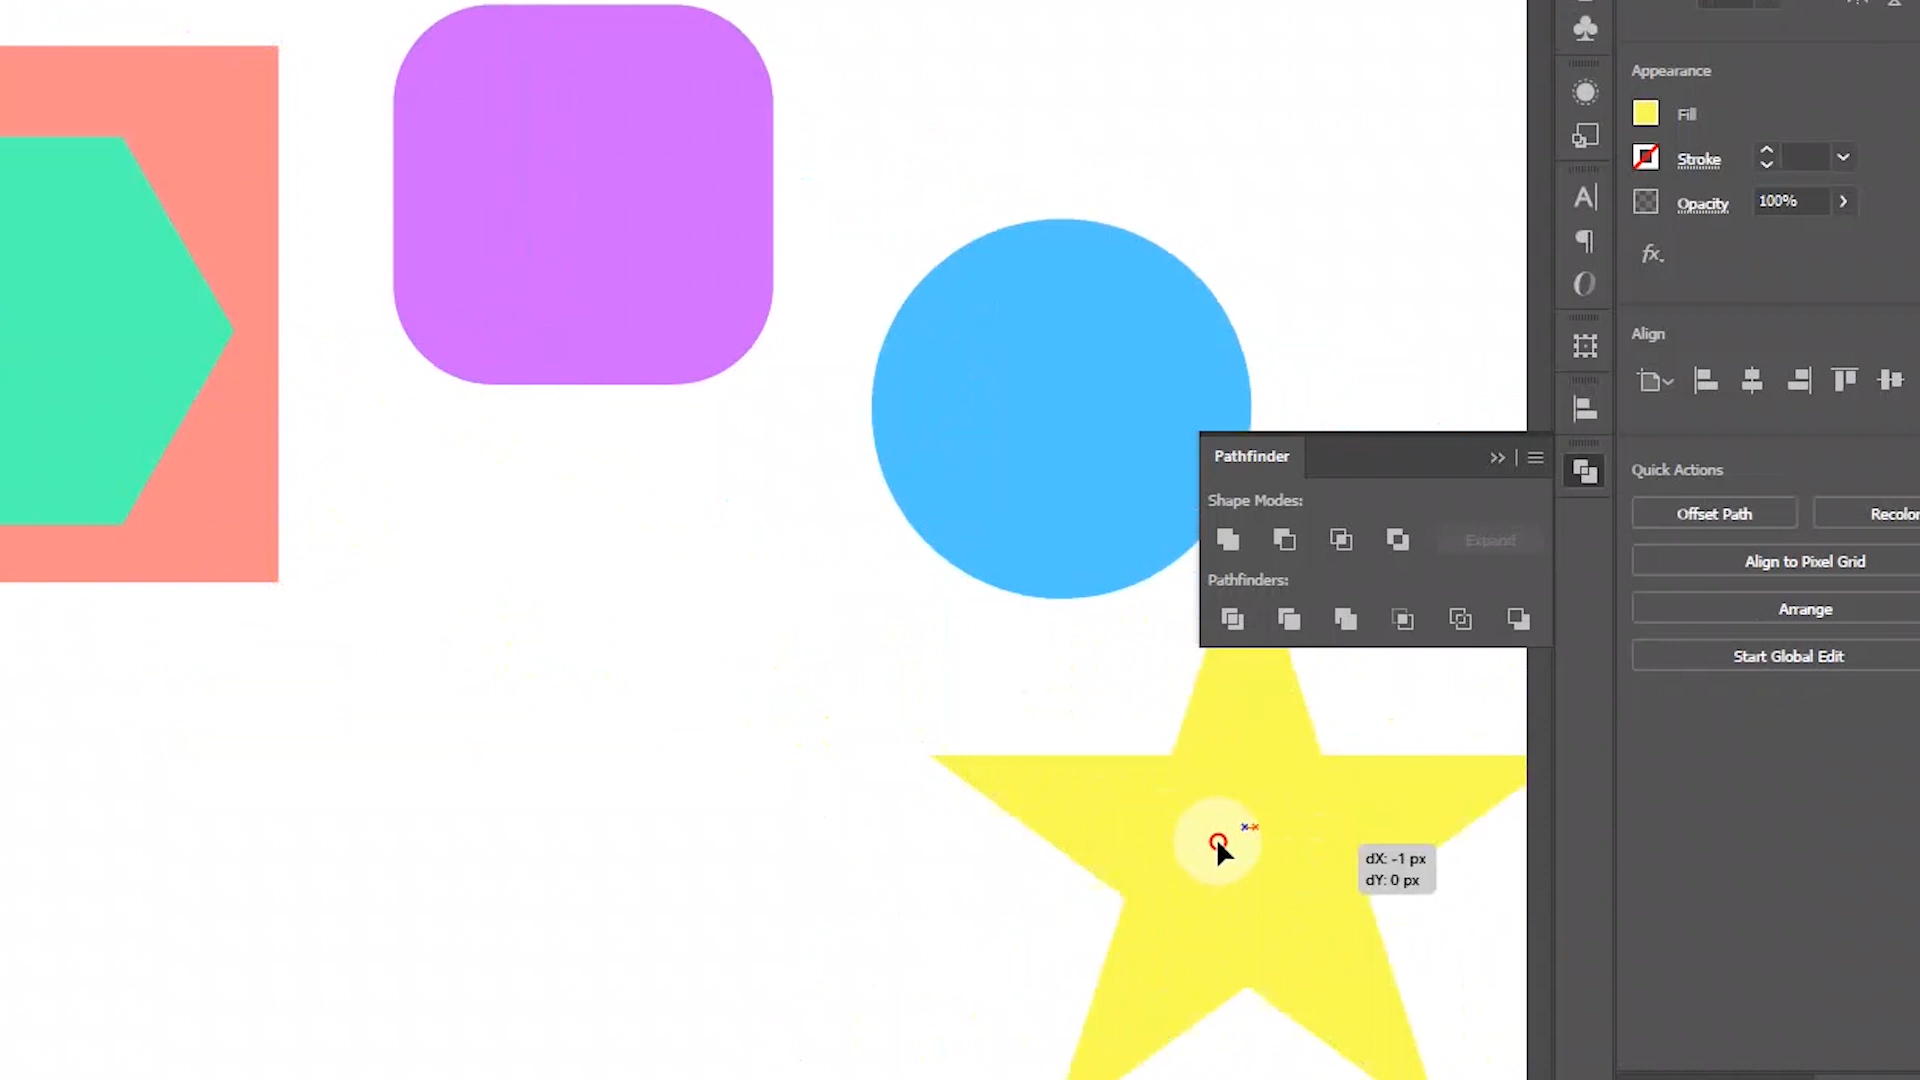 Appearance
Fill
Stroke
Opacity 100%
fx.
Align
Pathfinder
Shape Modes:
Expand
Pathfinders:
Quick Actions
Offset Path Recolor
Align to Pixel Grid
Arrange
Start Global Edit
dX: -1 px
dY: 0 px